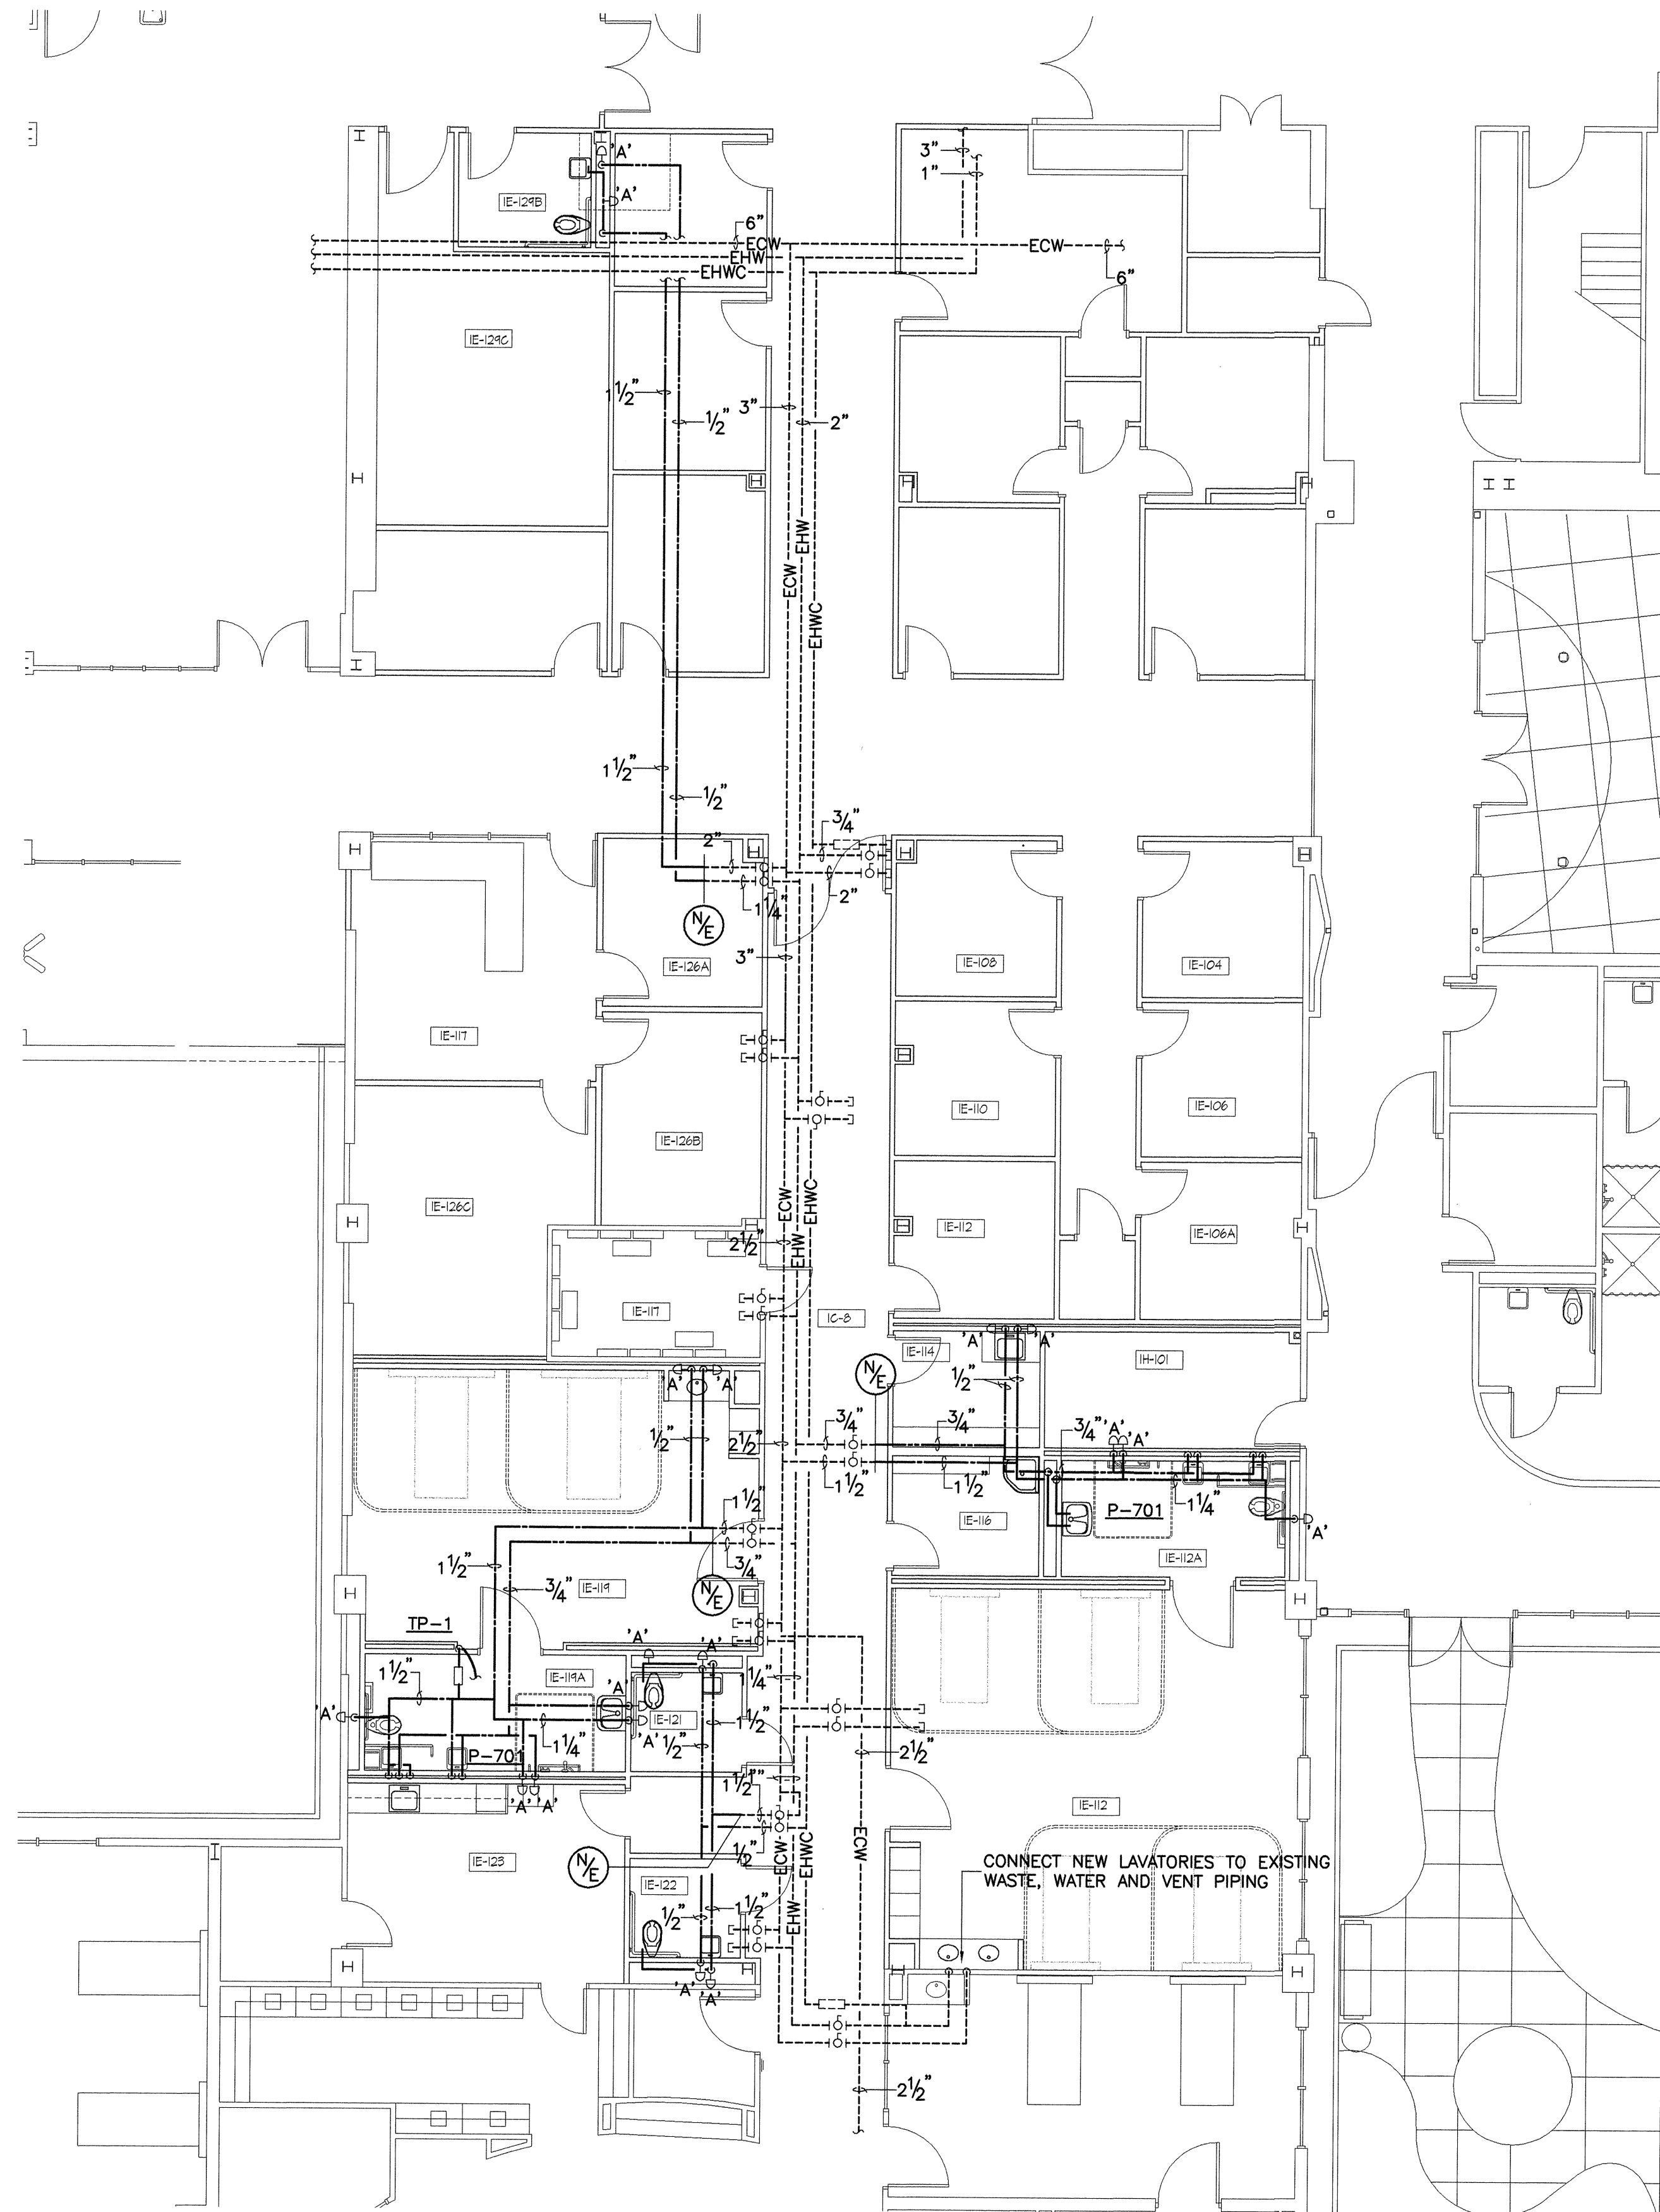 3"
1"
'A'
'A'
IE-129B
6"
ECW
ECW
EHW
EHWC
6"
IE-129C
1½"
½"
3"
2"
EHW
ECW
EHWC
1½"
½"
2"
3/4"
1¼"
2"
N/E
3"
IE-126A
IE-108
IE-104
IE-117
IE-110
IE-106
IE-126B
IE-126C
ECW
EHWC
EHW
2½"
IE-112
IE-106A
IE-117
IC-8
'A'
'A'
IE-114
IH-101
N/E
½"
'A'
'A'
½"
2½"
3/4"
3/4"
3/4"
'A'
'A'
1½"
1½"
1¼"
P-701
IE-116
'A'
IE-112A
1½"
3/4"
1½"
3/4"
IE-119
N/E
TP-1
'A'
'A'
1½"
IE-119A
1¼"
'A'
'A'
IE-121
1½"
'A'
½"
1¼"
P-701
2½"
1½"
'A'
'A'
IE-112
½"
ECW
EHWC
ECW
IE-123
N/E
CONNECT NEW LAVATORIES TO EXISTING
WASTE, WATER AND VENT PIPING
IE-122
½"
1½"
EHW
'A'
'A'
2½"